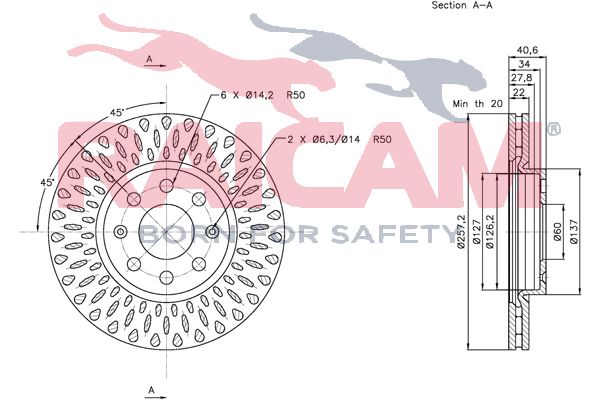 Section A-A
A
40,6
34
27,8
22
6 X Ø14,2 R50
Min th 20
45°
2 X Ø6,3/Ø14 R50
RAICAM®
45°
BORN FOR SAFETY
Ø257,2
Ø127
Ø126,2
Ø60
Ø137
A